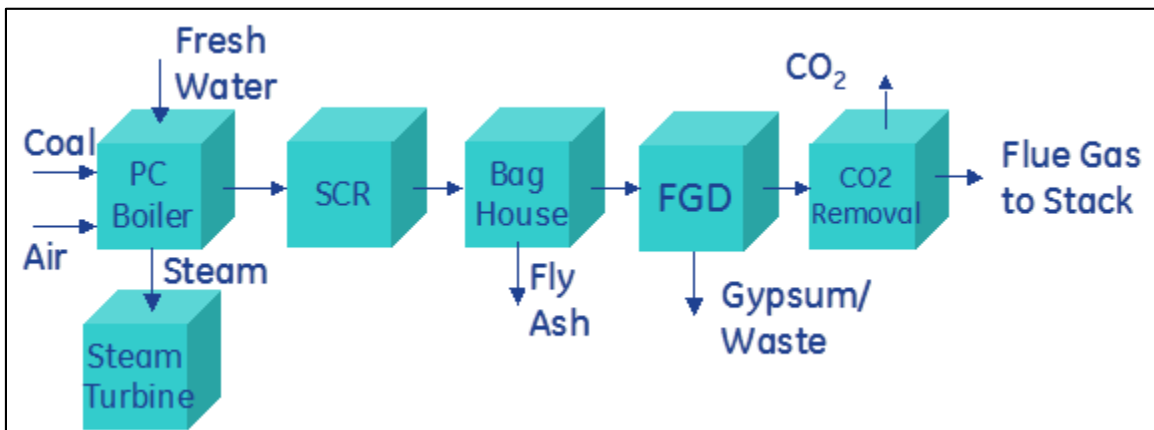 Fresh
Water
Coal
Air
PC
Boiler
Steam
Steam
Turbine
SCR
Bag
House
Fly
Ash
FGD
Gypsum/
Waste
CO₂
CO2
Removal
Flue Gas
to Stack